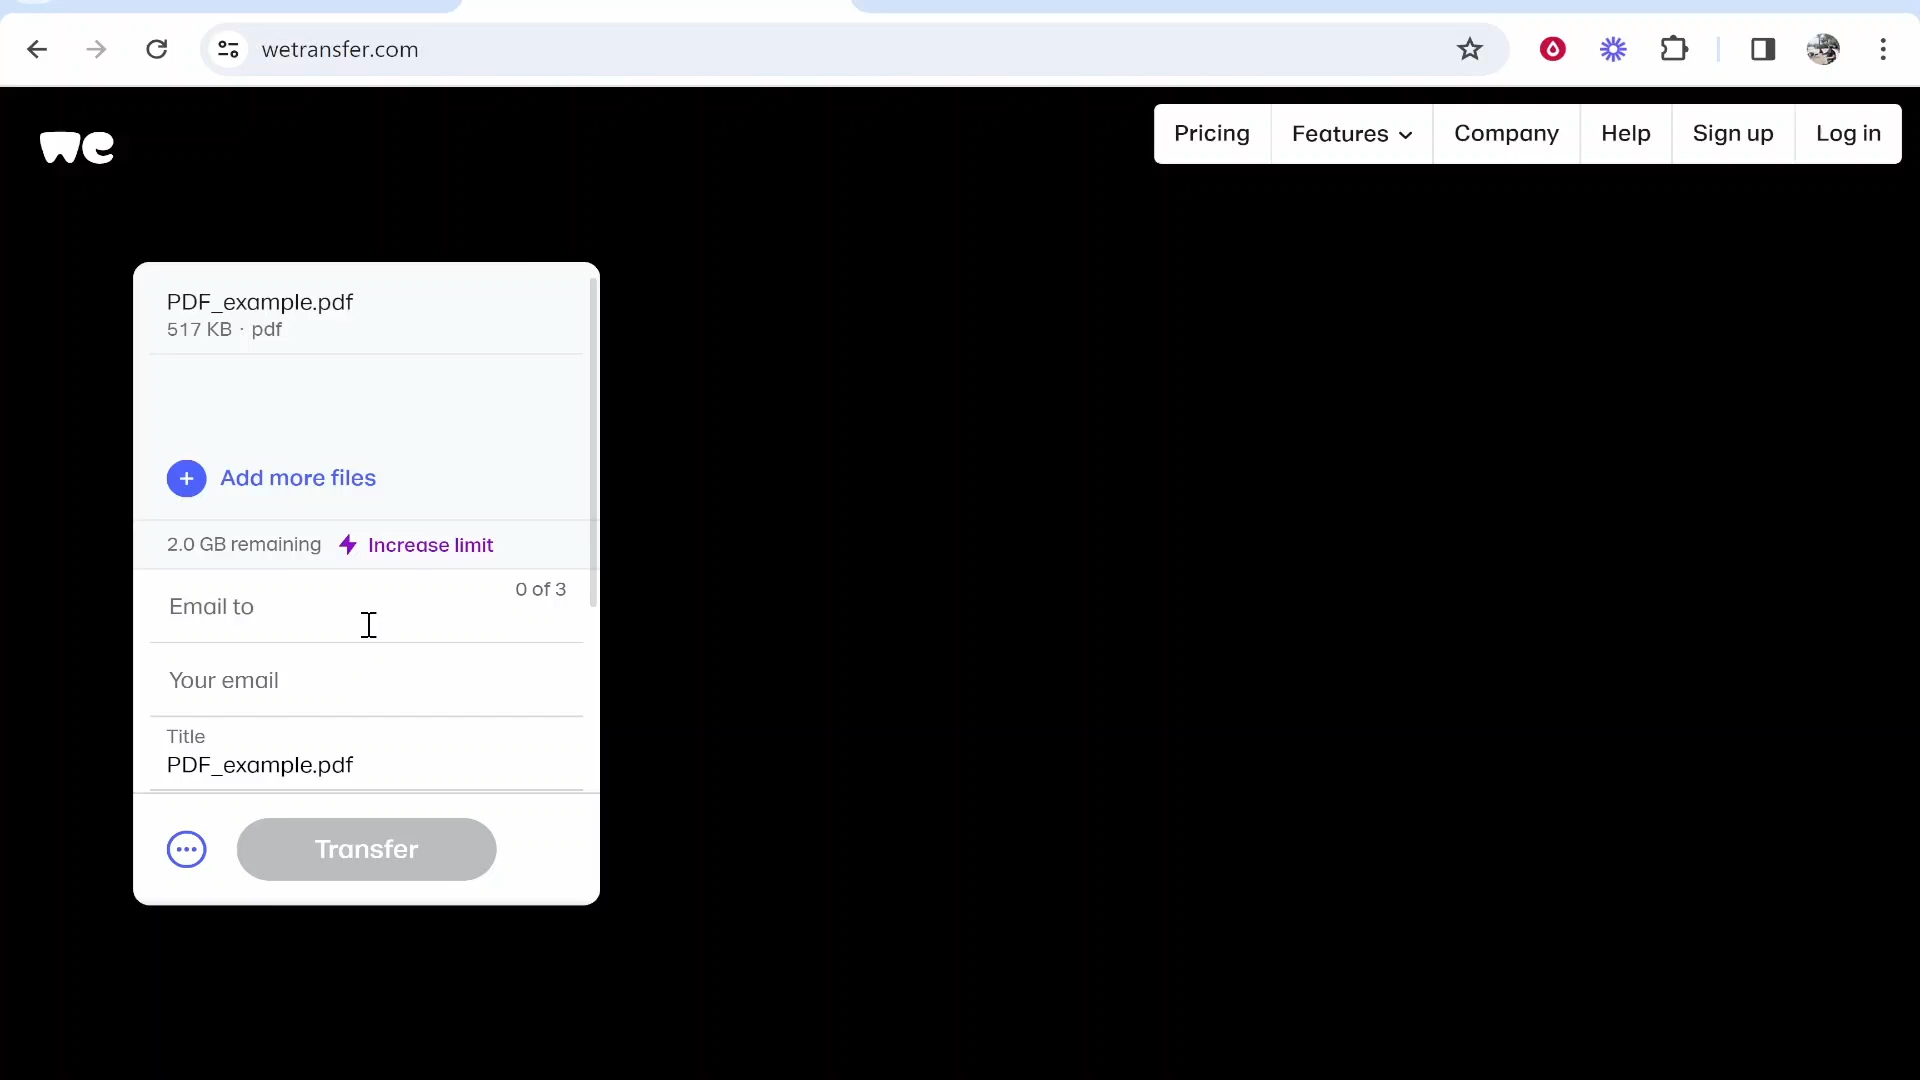 wetransfer.com
we
Pricing
Features
Company
Help
Sign up
Log in
PDF_example.pdf
517 KB · pdf
Add more files
2.0 GB remaining
Increase limit
0 of 3
Email to
Your email
Title
PDF_example.pdf
Transfer